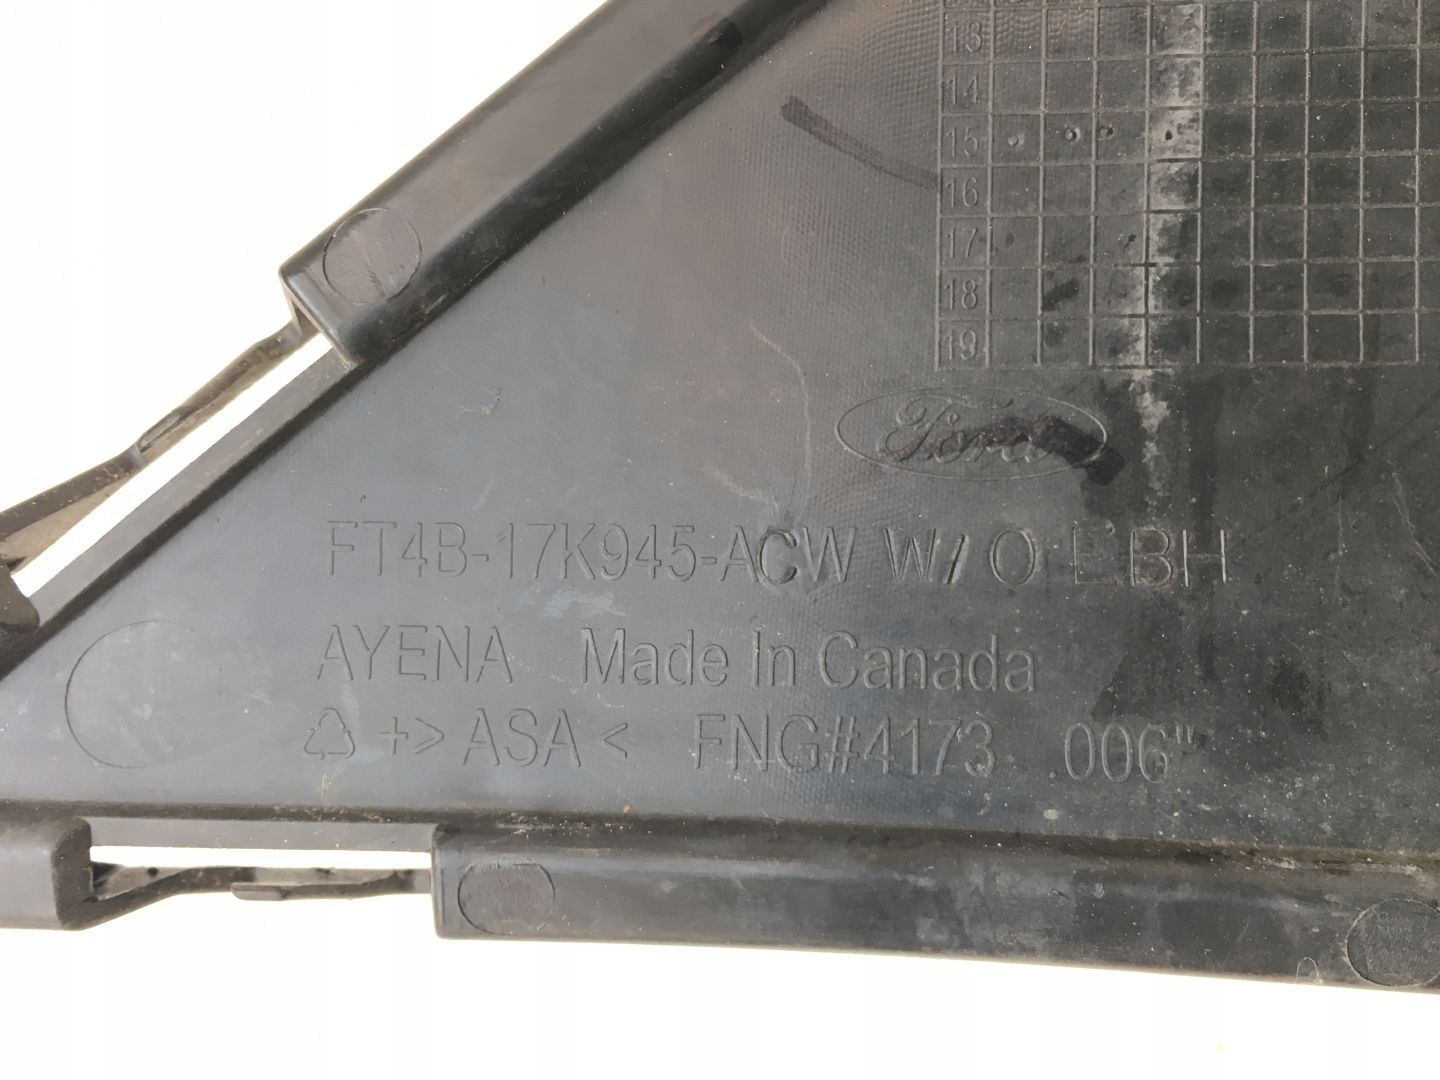 13
14
15
16
17
18
19
Ford
FT4B-17K945-ACW W/O EBH
AYENA Made In Canada
+> ASA < FNG#4173 .006"